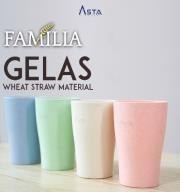 ASTA
FAMILIA
GELAS
WHEAT STRAW MATERIAL